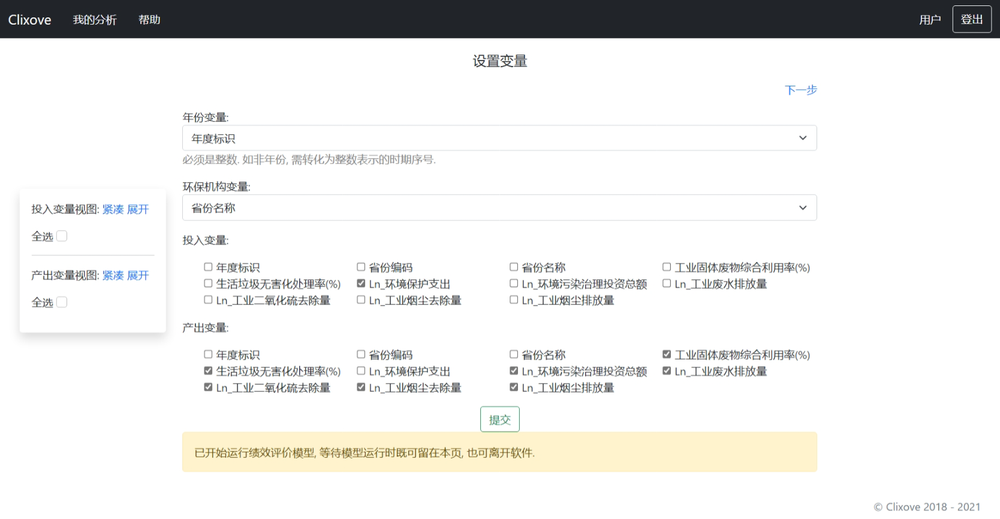 Clixove 我的分析 帮助 用户 登出
设置变量
下一步
年份变量:
年度标识
必须是整数. 如非年份, 需转化为整数表示的时期序号.
环保机构变量:
省份名称
投入变量视图: 紧凑 展开
全选
产出变量视图: 紧凑 展开
全选
投入变量:
年度标识 省份编码 省份名称 工业固体废物综合利用率(%)
生活垃圾无害化处理率(%) Ln_环境保护支出 Ln_环境污染治理投资总额 Ln_工业废水排放量
Ln_工业二氧化硫去除量 Ln_工业烟尘去除量 Ln_工业烟尘排放量
产出变量:
年度标识 省份编码 省份名称 工业固体废物综合利用率(%)
生活垃圾无害化处理率(%) Ln_环境保护支出 Ln_环境污染治理投资总额 Ln_工业废水排放量
Ln_工业二氧化硫去除量 Ln_工业烟尘去除量 Ln_工业烟尘排放量
提交
已开始运行绩效评价模型, 等待模型运行时既可留在本页, 也可离开软件.
© Clixove 2018 - 2021